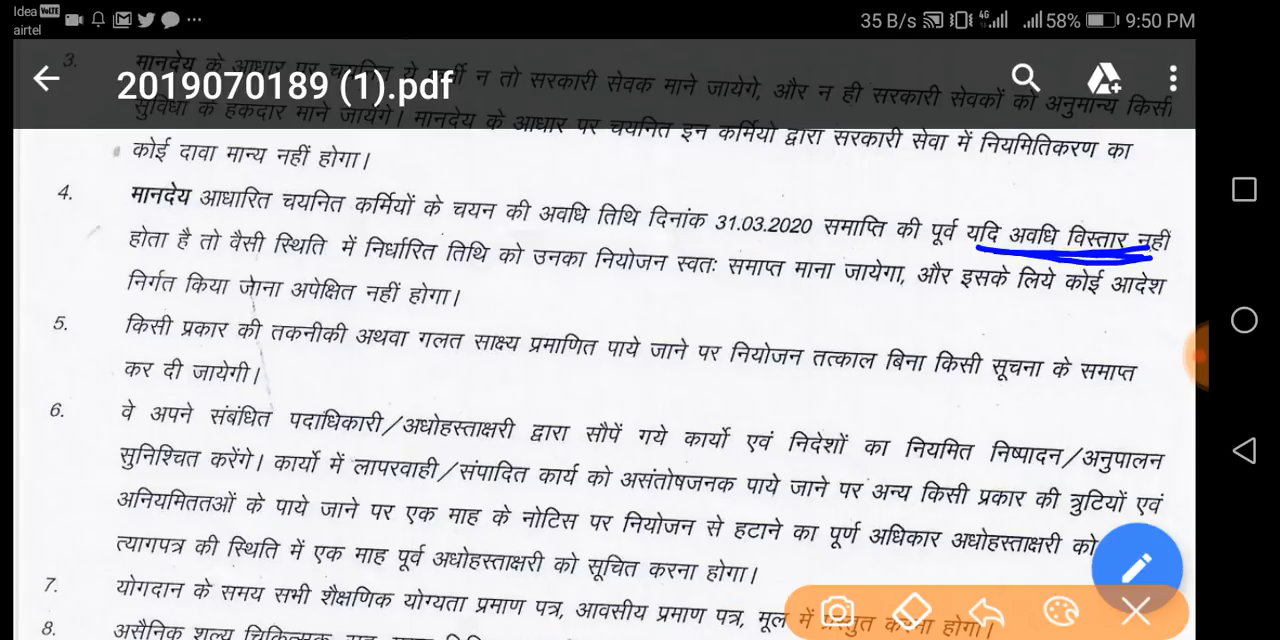 Idea VoLTE
airtel
35 B/s 4G 58% 9:50 PM
2019070189 (1).pdf
3. मानदेय के आधार पर चयनित ये कर्मी न तो सरकारी सेवक माने जायेगे, और न ही सरकारी सेवकों को अनुमान्य किसी
सुविधा के हकदार माने जायेंगे। मानदेय के आधार पर चयनित इन कर्मियो द्वारा सरकारी सेवा में नियमितिकरण का
कोई दावा मान्य नहीं होगा।
4. मानदेय आधारित चयनित कर्मियों के चयन की अवधि तिथि दिनांक 31.03.2020 समाप्ति की पूर्व यदि अवधि विस्तार नहीं
होता है तो वैसी स्थिति में निर्धारित तिथि को उनका नियोजन स्वतः समाप्त माना जायेगा, और इसके लिये कोई आदेश
निर्गत किया जाना अपेक्षित नहीं होगा।
5. किसी प्रकार की तकनीकी अथवा गलत साक्ष्य प्रमाणित पाये जाने पर नियोजन तत्काल बिना किसी सूचना के समाप्त
कर दी जायेगी।
6. वे अपने संबंधित पदाधिकारी/अधोहस्ताक्षरी द्वारा सौपें गये कार्यो एवं निदेशों का नियमित निष्पादन/अनुपालन
सुनिश्चित करेंगे। कार्यो में लापरवाही/संपादित कार्य को असंतोषजनक पाये जाने पर अन्य किसी प्रकार की त्रुटियों एवं
अनियमितताओं के पाये जाने पर एक माह के नोटिस पर नियोजन से हटाने का पूर्ण अधिकार अधोहस्ताक्षरी को
त्यागपत्र की स्थिति में एक माह पूर्व अधोहस्ताक्षरी को सूचित करना होगा।
7. योगदान के समय सभी शैक्षणिक योग्यता प्रमाण पत्र, आवसीय प्रमाण पत्र, मूल में प्रस्तुत करना होगा।
8. असैनिक शल्य